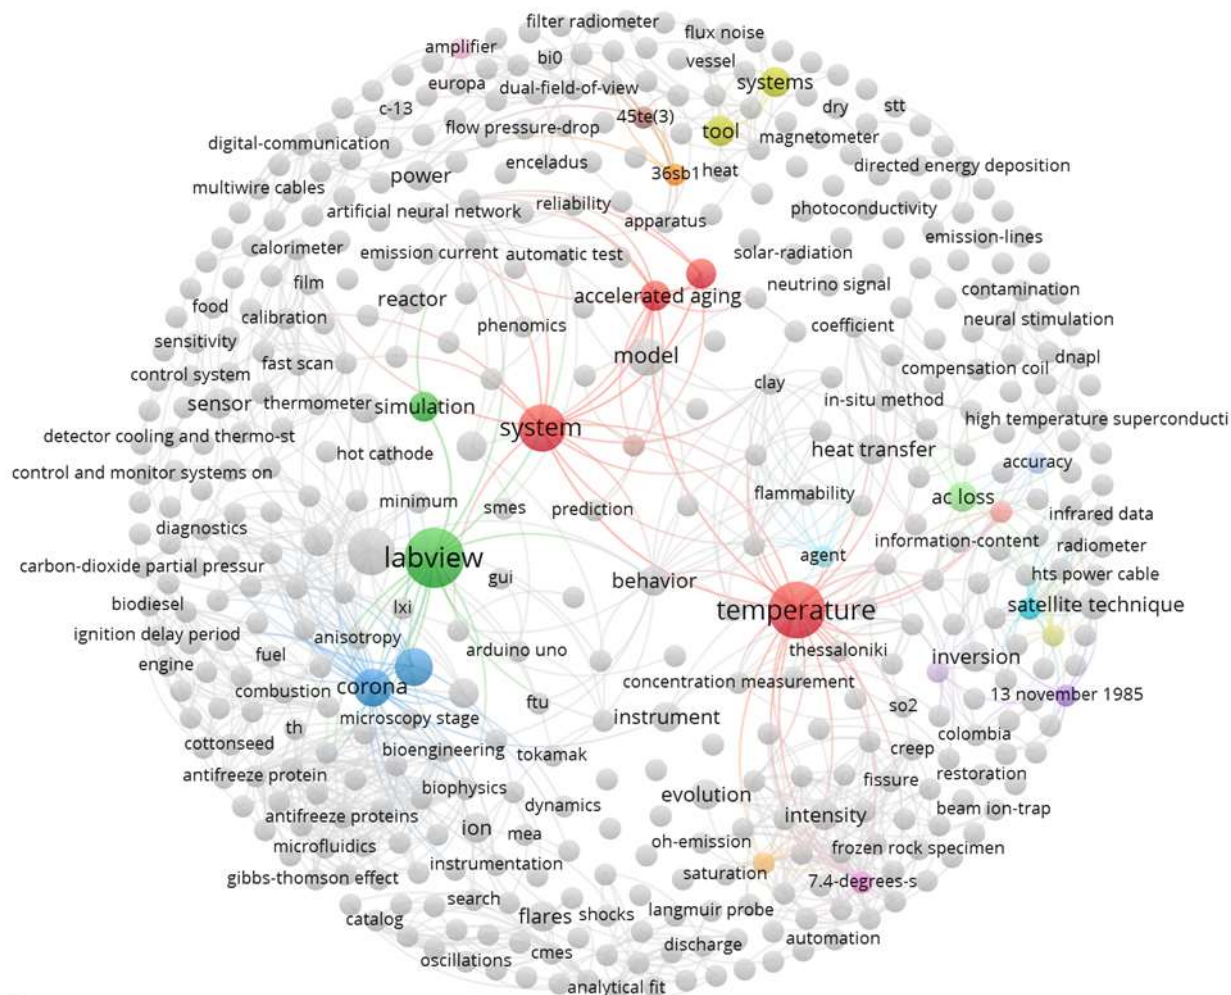 filter radiometer
flux noise
amplifier
bi0
vessel
europa
dual-field-of-view
systems
c-13
45te(3)
dry
stt
flow pressure-drop
tool
magnetometer
digital-communication
enceladus
36sb1
heat
directed energy deposition
multiwire cables
power
artificial neural network
reliability
apparatus
photoconductivity
calorimeter
emission current
automatic test
solar-radiation
emission-lines
film
reactor
accelerated aging
neutrino signal
contamination
food
calibration
phenomics
coefficient
neural stimulation
sensitivity
fast scan
model
dnapl
control system
clay
compensation coil
sensor
thermometer
simulation
in-situ method
system
high temperature superconducti
detector cooling and thermo-st
hot cathode
heat transfer
accuracy
control and monitor systems on
minimum
smes
prediction
flammability
ac loss
infrared data
diagnostics
information-content
radiometer
labview
agent
carbon-dioxide partial pressur
gui
behavior
hts power cable
biodiesel
lxi
temperature
satellite technique
ignition delay period
anisotropy
arduino uno
thessaloniki
engine
fuel
inversion
combustion
corona
concentration measurement
13 november 1985
ftu
so2
th
microscopy stage
instrument
colombia
cottonseed
bioengineering
tokamak
creep
antifreeze protein
fissure
restoration
biophysics
evolution
dynamics
intensity
beam ion-trap
antifreeze proteins
ion
mea
oh-emission
frozen rock specimen
microfluidics
instrumentation
saturation
7.4-degrees-s
gibbs-thomson effect
search
catalog
flares
shocks
langmuir probe
cmes
discharge
automation
oscillations
analytical fit